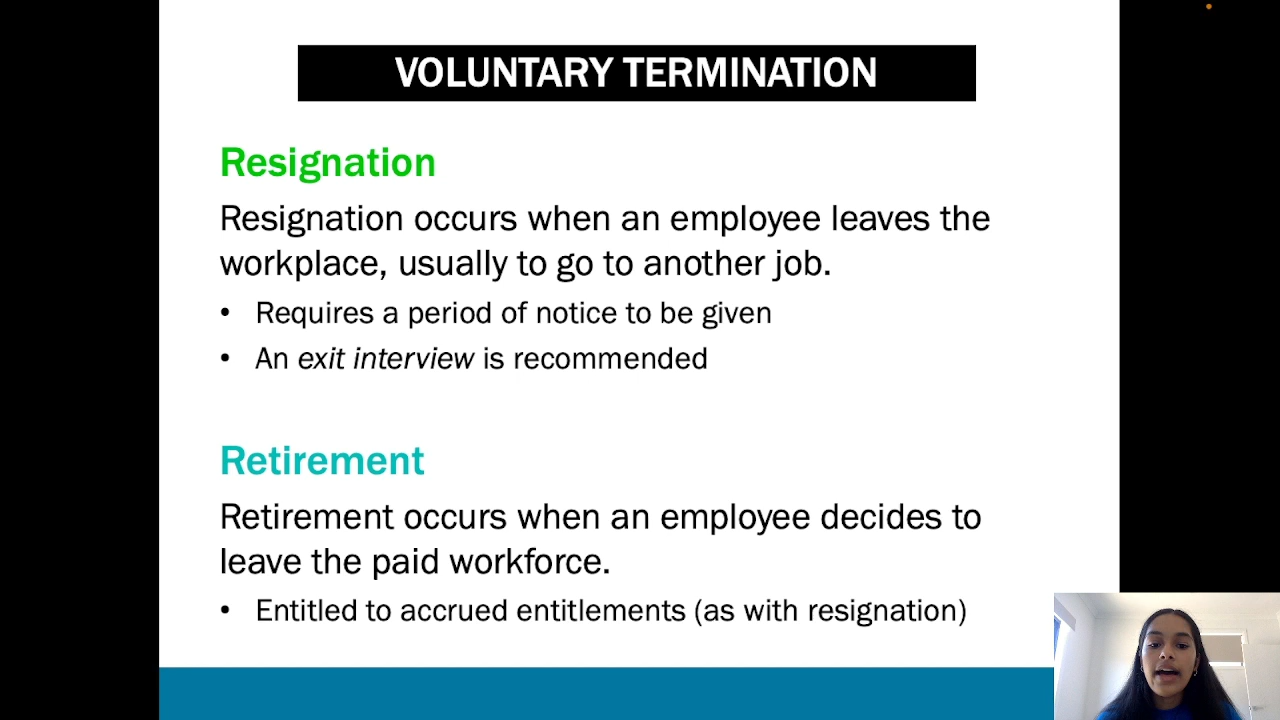 VOLUNTARY TERMINATION
Resignation
Resignation occurs when an employee leaves the
workplace, usually to go to another job.
• Requires a period of notice to be given
• An exit interview is recommended
Retirement
Retirement occurs when an employee decides to
leave the paid workforce.
• Entitled to accrued entitlements (as with resignation)